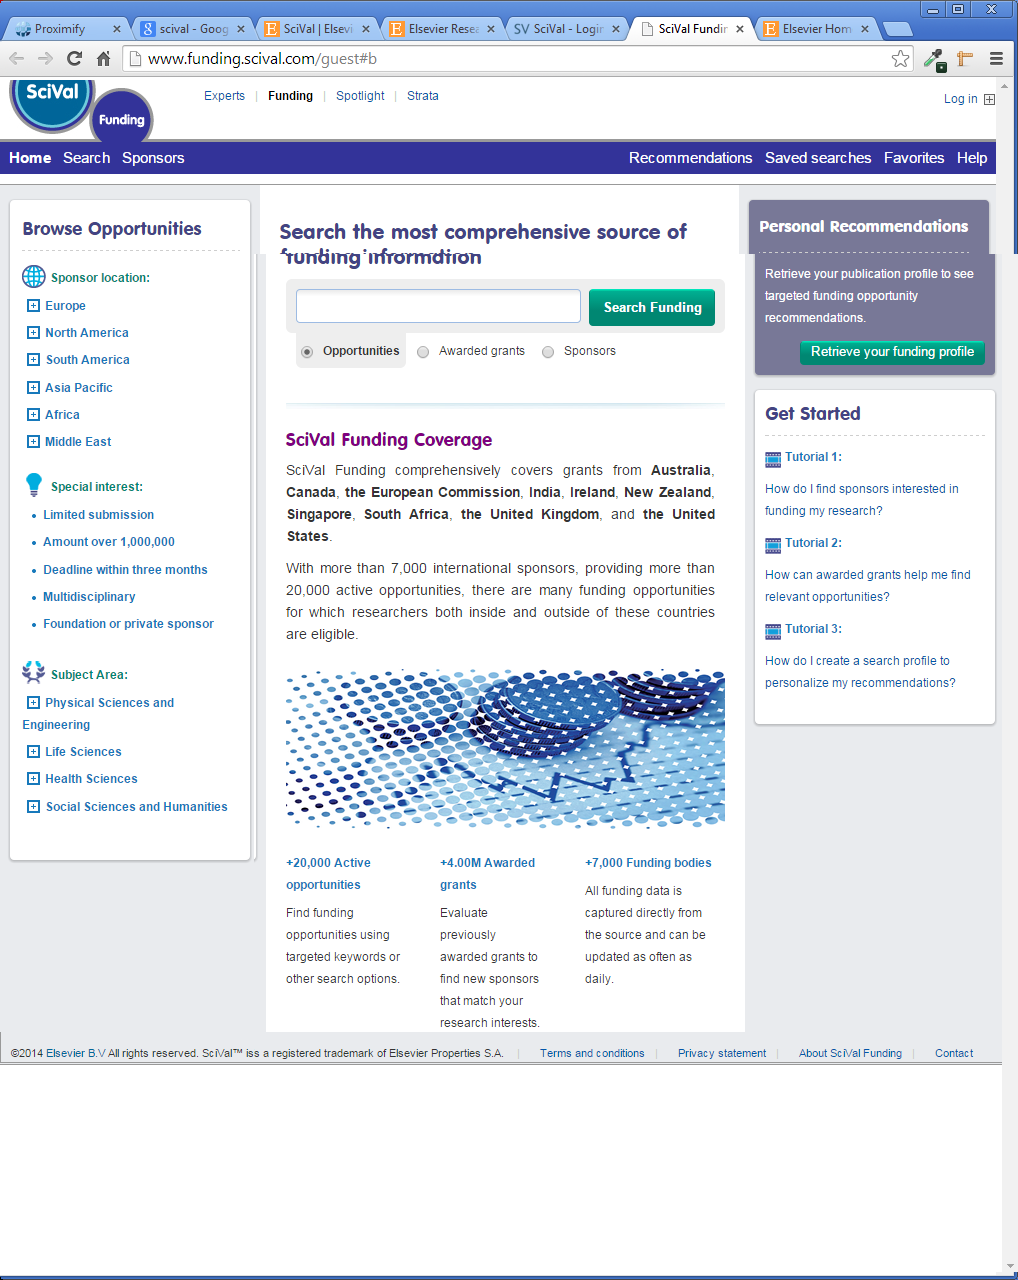 Proximify
scival - Goog
SciVal | Elsevi
Elsevier Resea
SV SciVal - Login
SciVal Fundin
Elsevier Hom
www.funding.scival.com/guest#b
SciVal
Funding
Experts | Funding | Spotlight | Strata
Log in
Home Search Sponsors
Recommendations Saved searches Favorites Help
Browse Opportunities
Sponsor location:
Europe
North America
South America
Asia Pacific
Africa
Middle East
Special interest:
• Limited submission
• Amount over 1,000,000
• Deadline within three months
• Multidisciplinary
• Foundation or private sponsor
Subject Area:
Physical Sciences and
Engineering
Life Sciences
Health Sciences
Social Sciences and Humanities
Search the most comprehensive source of
funding information
Search Funding
Opportunities Awarded grants Sponsors
SciVal Funding Coverage
SciVal Funding comprehensively covers grants from Australia,
Canada, the European Commission, India, Ireland, New Zealand,
Singapore, South Africa, the United Kingdom, and the United
States.
With more than 7,000 international sponsors, providing more than
20,000 active opportunities, there are many funding opportunities
for which researchers both inside and outside of these countries
are eligible.
+20,000 Active
opportunities
Find funding
opportunities using
targeted keywords or
other search options.
+4.00M Awarded
grants
Evaluate
previously
awarded grants to
find new sponsors
that match your
research interests.
+7,000 Funding bodies
All funding data is
captured directly from
the source and can be
updated as often as
daily.
Personal Recommendations
Retrieve your publication profile to see
targeted funding opportunity
recommendations.
Retrieve your funding profile
Get Started
Tutorial 1:
How do I find sponsors interested in
funding my research?
Tutorial 2:
How can awarded grants help me find
relevant opportunities?
Tutorial 3:
How do I create a search profile to
personalize my recommendations?
©2014 Elsevier B.V All rights reserved. SciVal™ iss a registered trademark of Elsevier Properties S.A. | Terms and conditions | Privacy statement | About SciVal Funding | Contact